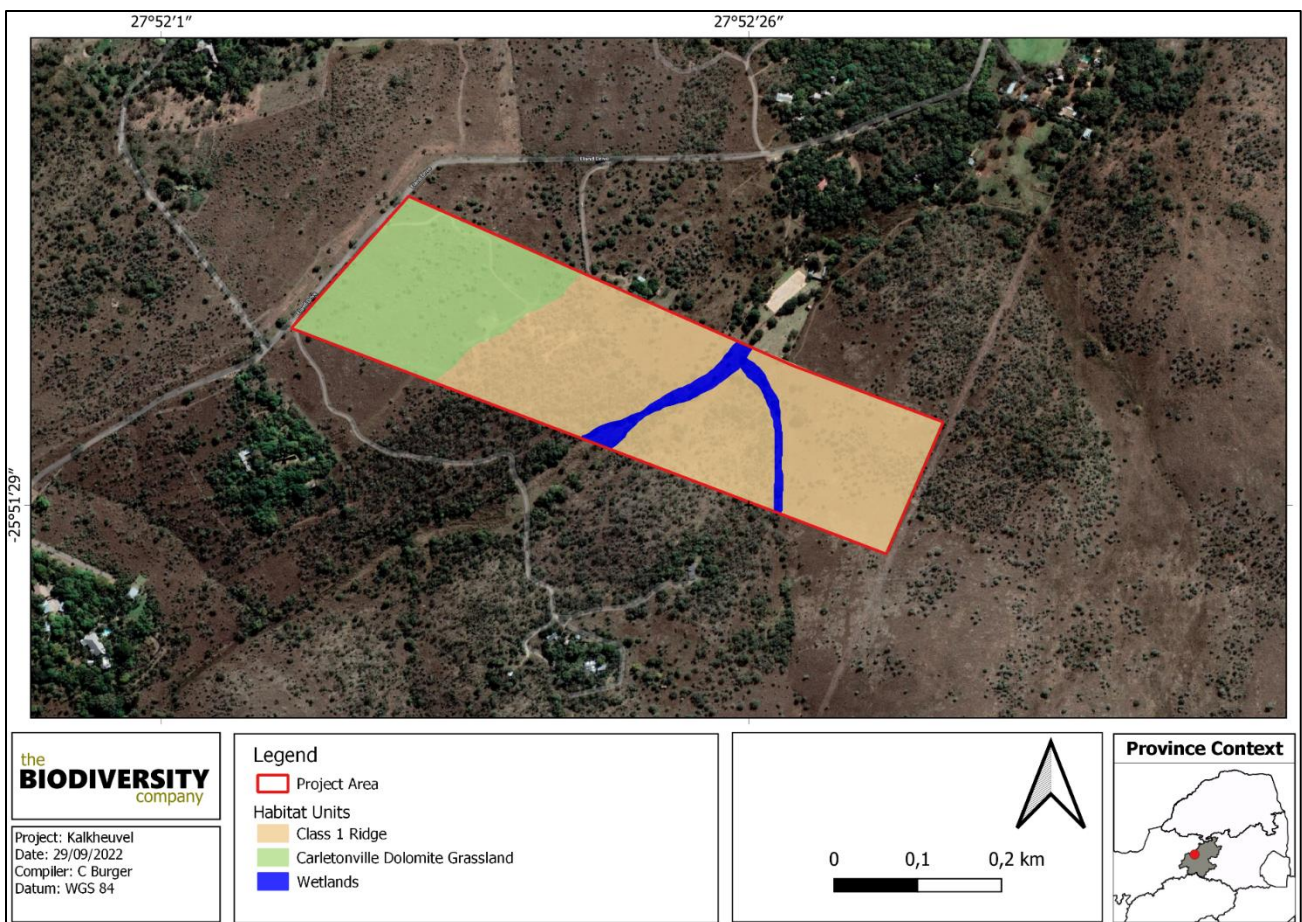 27°52'1"
27°52'26"
-25°51'29"
the
BIODIVERSITY
company
Project: Kalkheuvel
Date: 29/09/2022
Compiler: C Burger
Datum: WGS 84
Legend
Project Area
Habitat Units
Class 1 Ridge
Carletonville Dolomite Grassland
Wetlands
0 0,1 0,2 km
Province Context